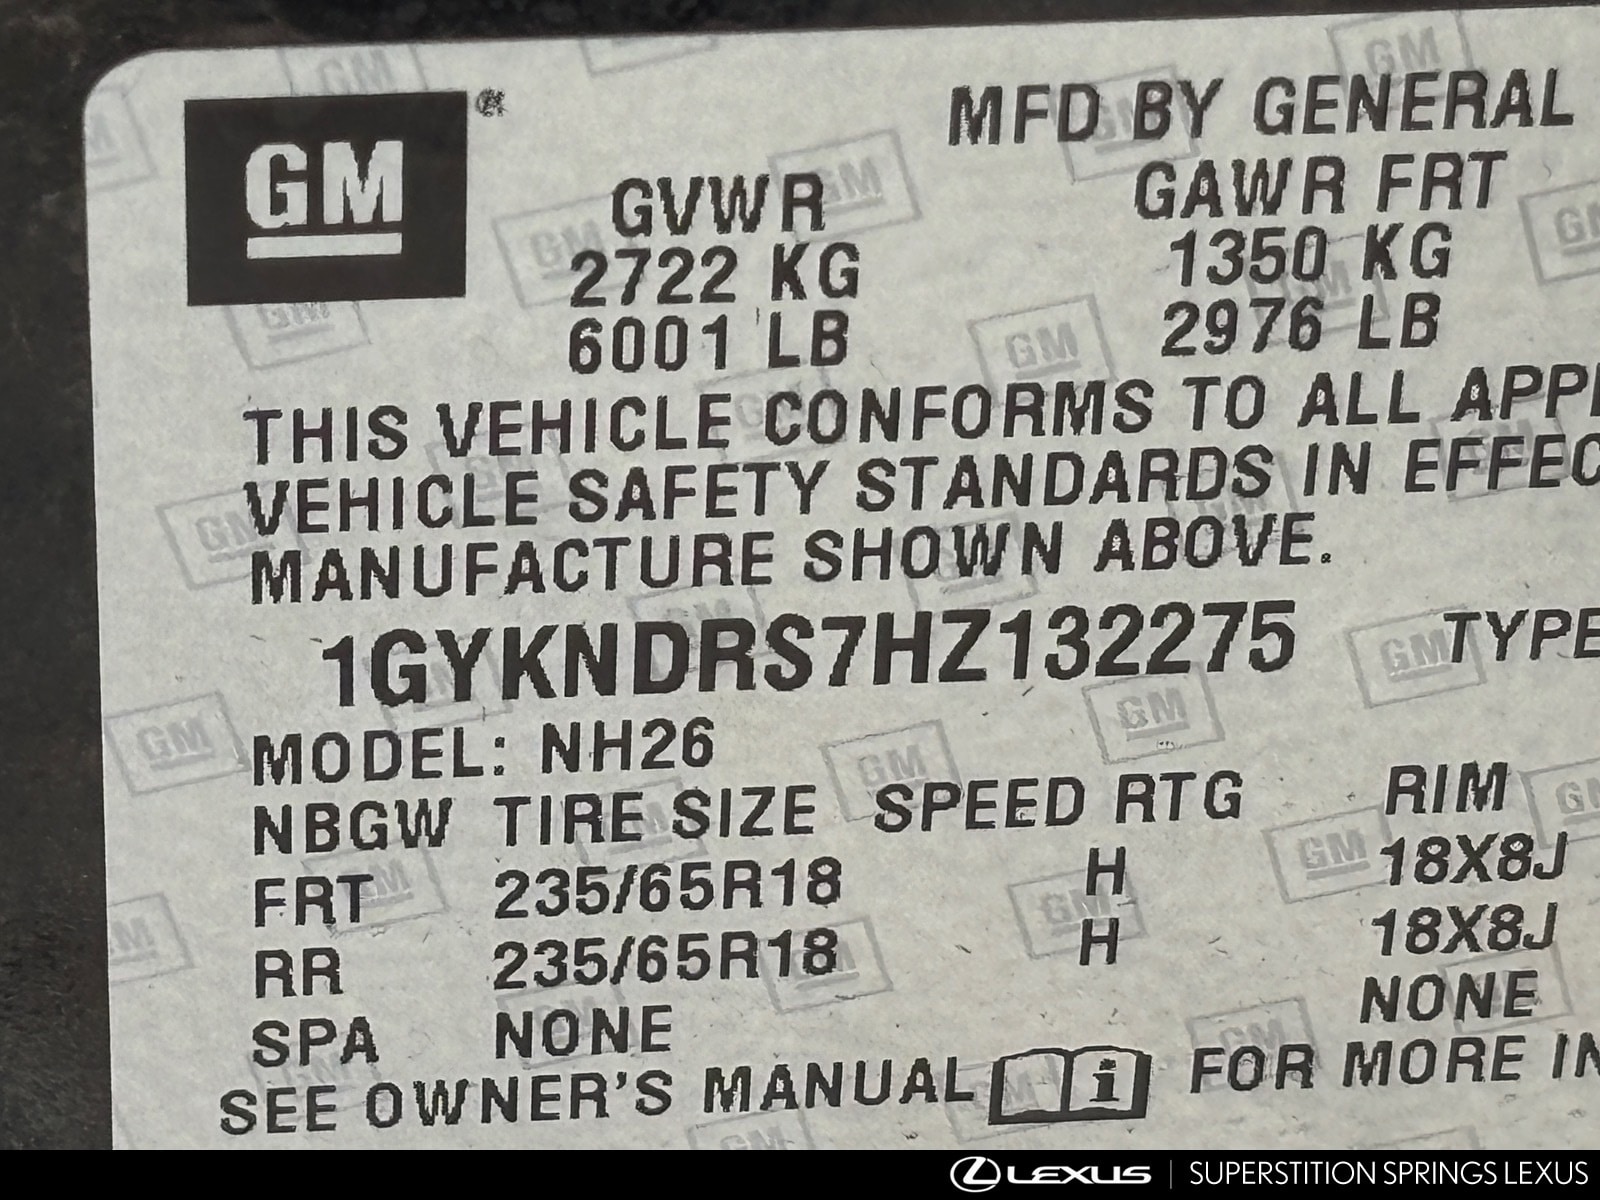 GM®
MFD BY GENERAL
GVWR GAWR FRT
2722 KG 1350 KG
6001 LB 2976 LB
THIS VEHICLE CONFORMS TO ALL APPL
VEHICLE SAFETY STANDARDS IN EFFEC
MANUFACTURE SHOWN ABOVE.
1GYKNDRS7HZ132275 TYPE
MODEL: NH26
NBGW TIRE SIZE SPEED RTG RIM
FRT 235/65R18 H 18X8J
RR 235/65R18 H 18X8J
SPA NONE NONE
SEE OWNER'S MANUAL i FOR MORE IN
LEXUS | SUPERSTITION SPRINGS LEXUS